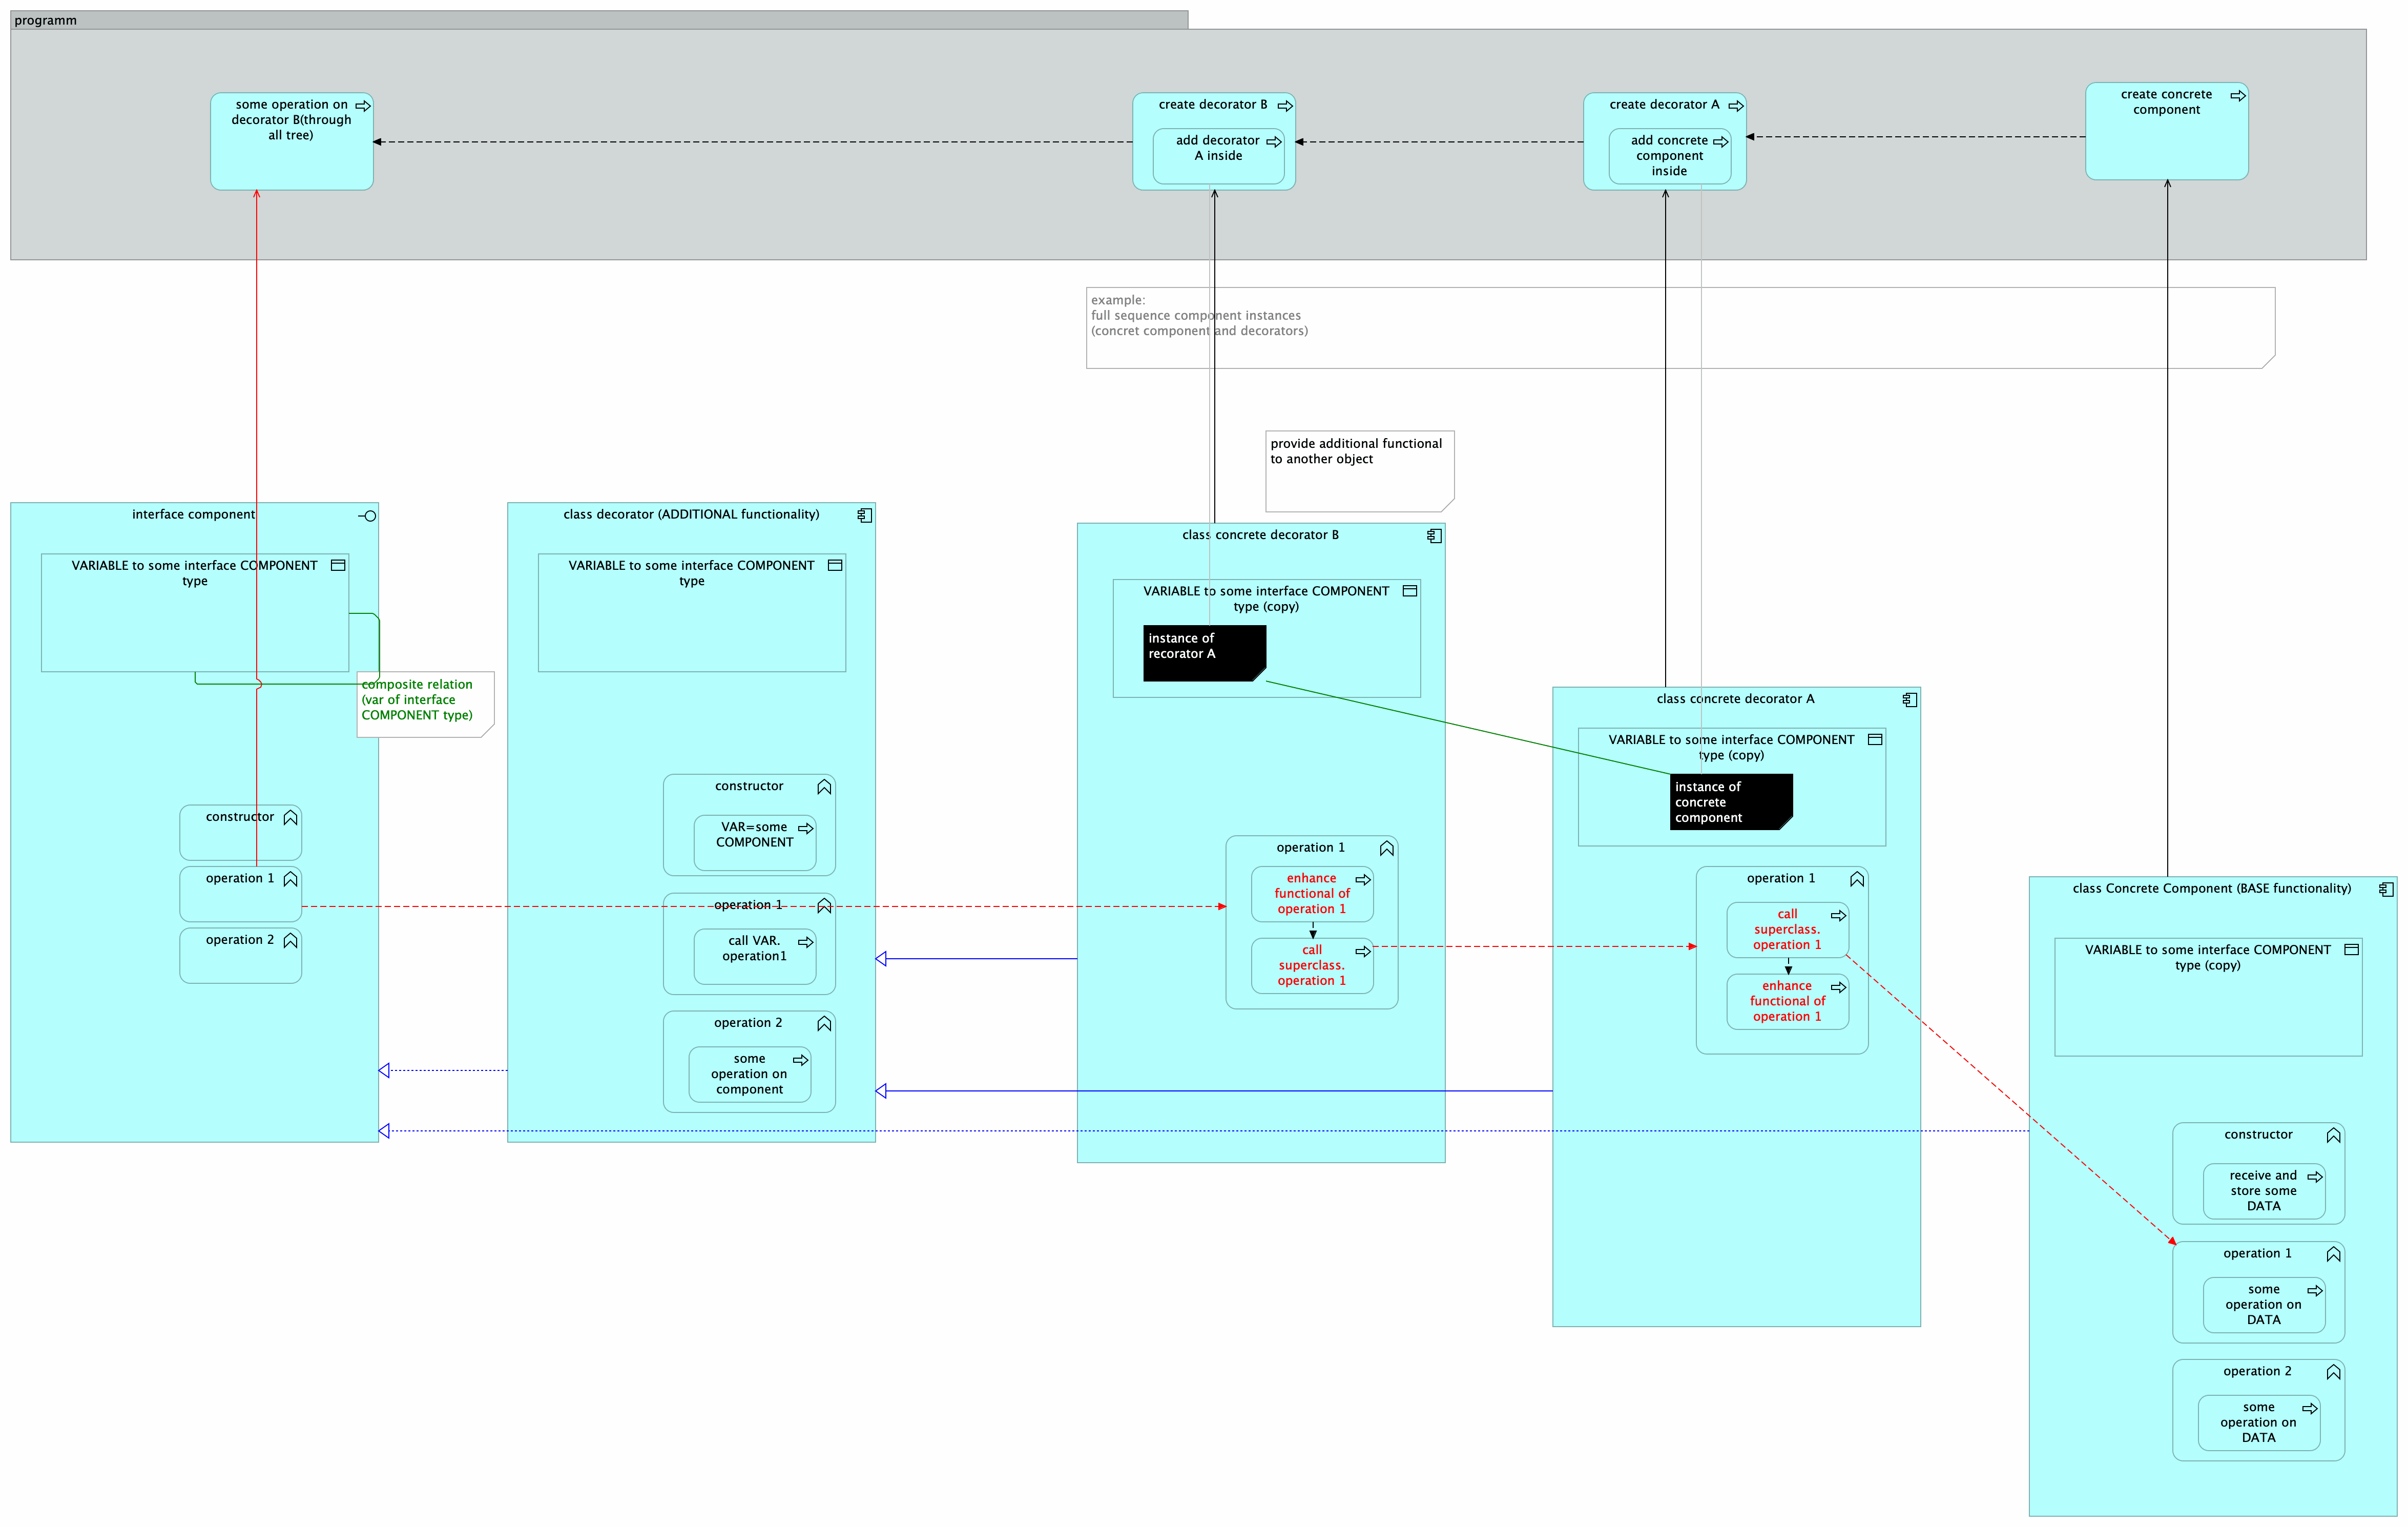 programm
some operation on
decorator B(through
all tree)
create decorator B
add decorator
A inside
create decorator A
add concrete
component
inside
create concrete
component
example:
full sequence component instances
(concret component and decorators)
provide additional functional
to another object
interface component
VARIABLE to some interface COMPONENT
type
composite relation
(var of interface
COMPONENT type)
constructor
operation 1
operation 2
class decorator (ADDITIONAL functionality)
VARIABLE to some interface COMPONENT
type
constructor
VAR=some
COMPONENT
operation 1
call VAR.
operation1
operation 2
some
operation on
component
class concrete decorator B
VARIABLE to some interface COMPONENT
type (copy)
instance of
recorator A
operation 1
enhance
functional of
operation 1
call
superclass.
operation 1
class concrete decorator A
VARIABLE to some interface COMPONENT
type (copy)
instance of
concrete
component
operation 1
call
superclass.
operation 1
enhance
functional of
operation 1
class Concrete Component (BASE functionality)
VARIABLE to some interface COMPONENT
type (copy)
constructor
receive and
store some
DATA
operation 1
some
operation on
DATA
operation 2
some
operation on
DATA